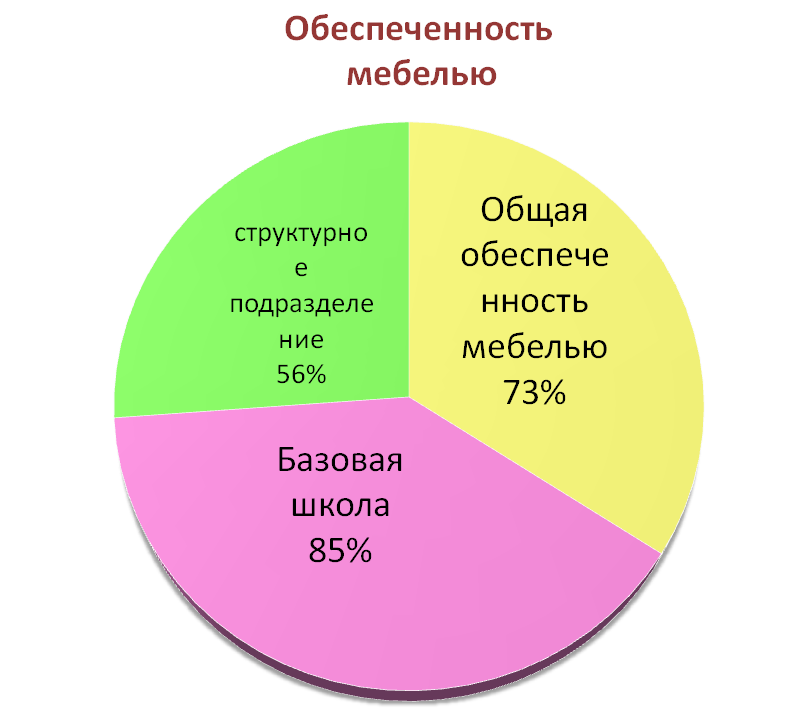 Обеспеченность
мебелью
Общая
обеспече
нность
мебелью
73%
структурно
е
подразделе
ние
56%
Базовая
школа
85%